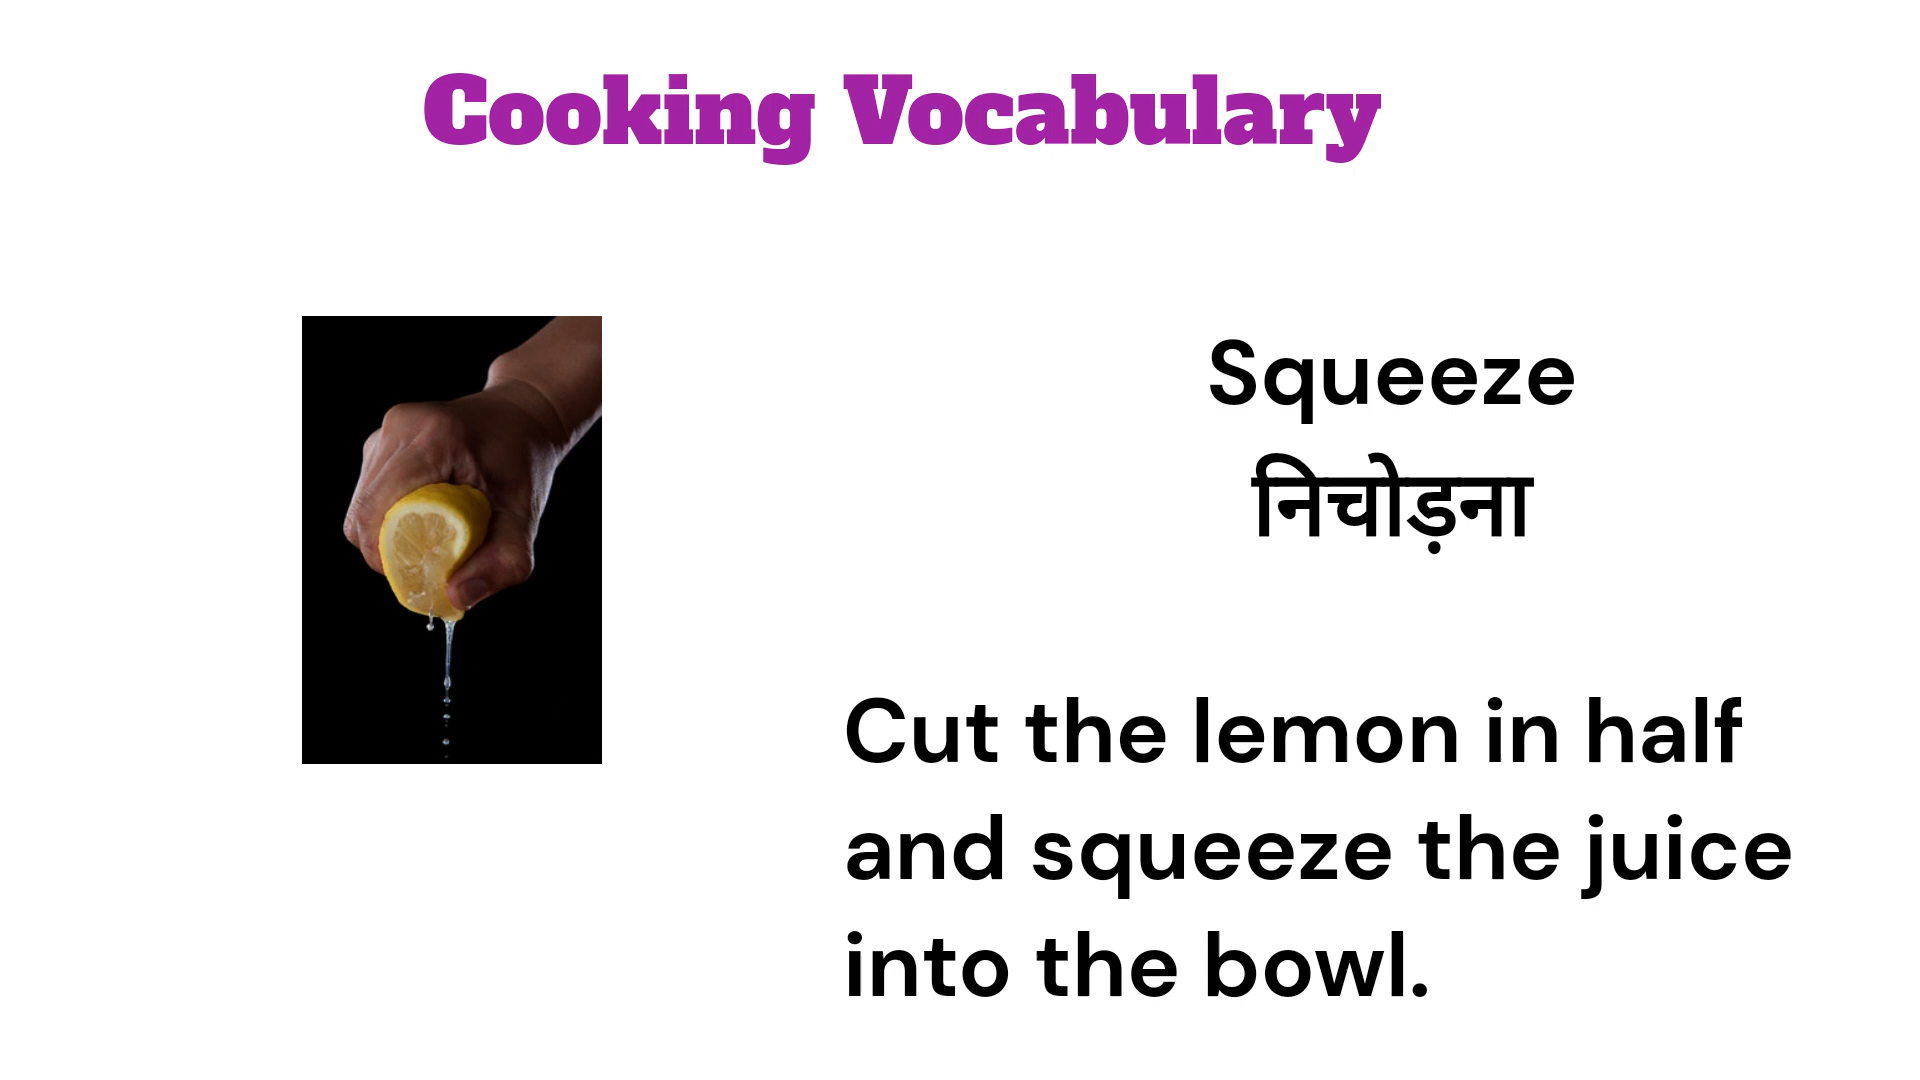 Cooking Vocabulary
Squeeze
निचोड़ना
Cut the lemon in half
and squeeze the juice
into the bowl.